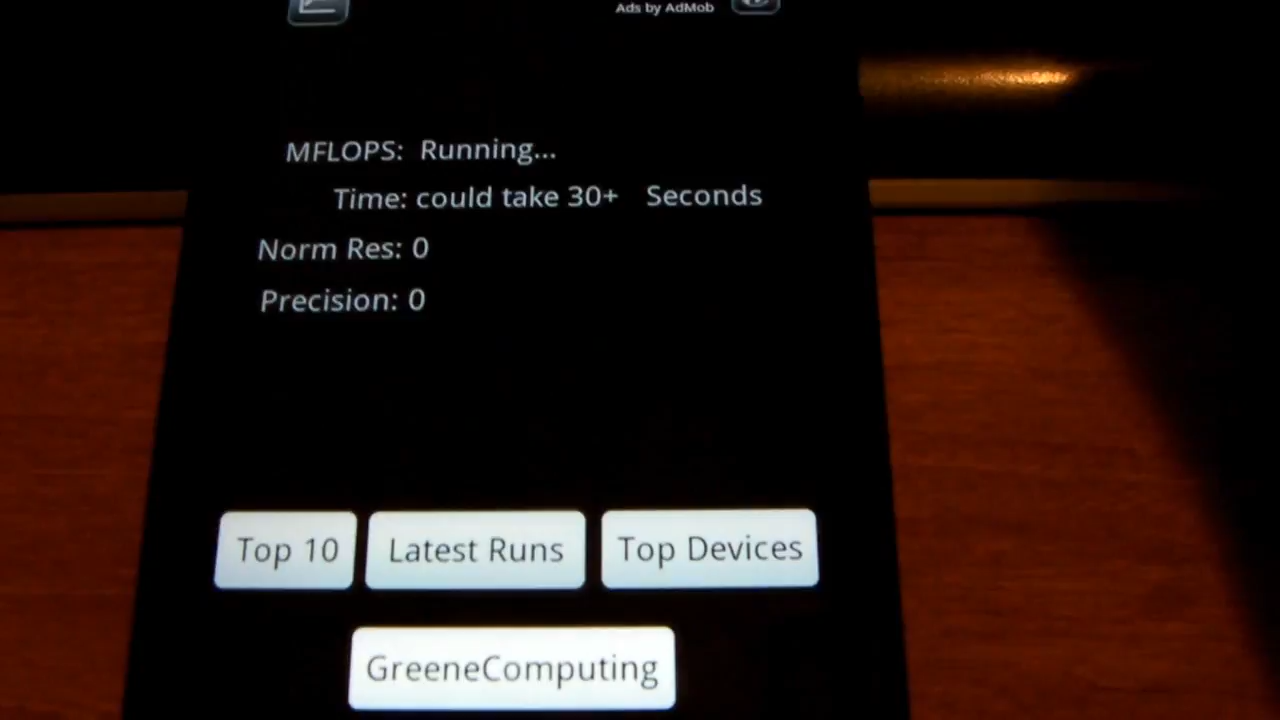 Ads by AdMob
MFLOPS: Running...
Time: could take 30+ Seconds
Norm Res: 0
Precision: 0
Top 10 Latest Runs Top Devices
GreeneComputing